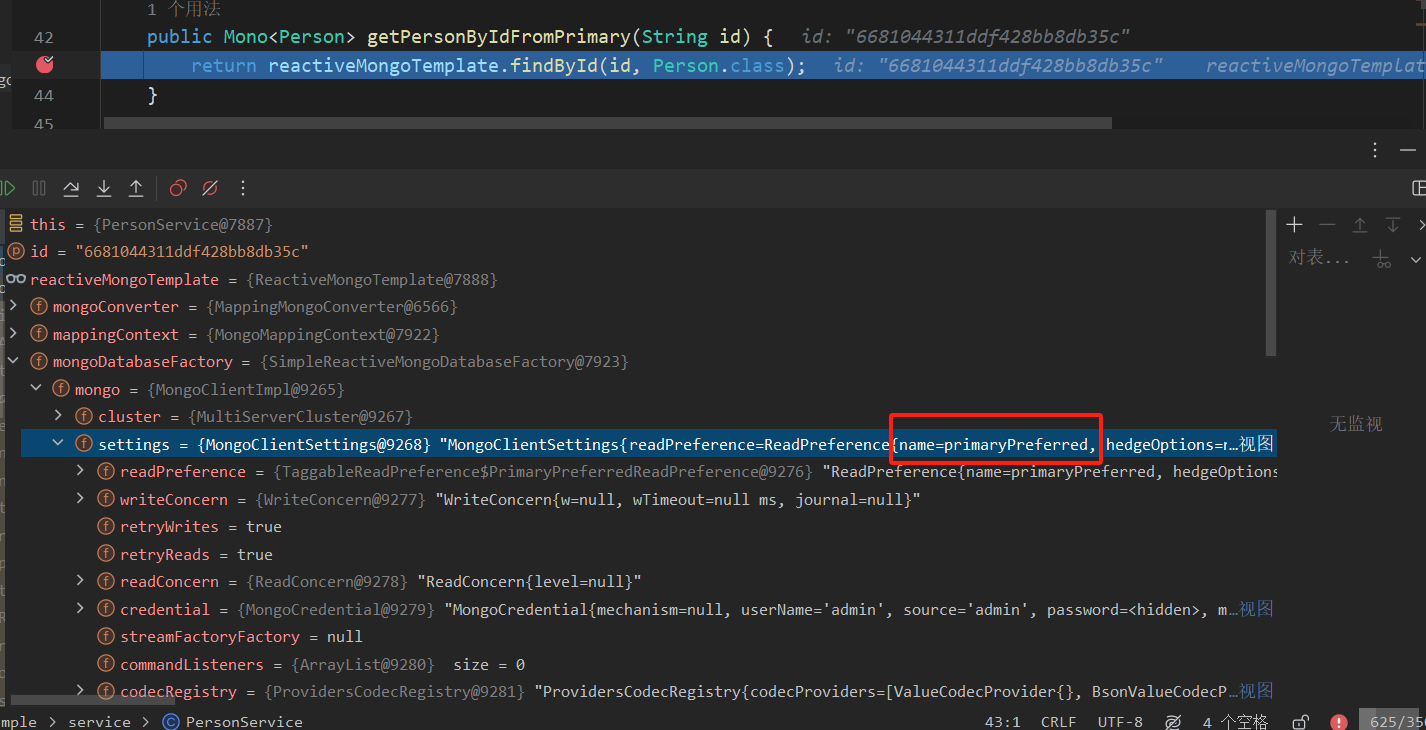 1 个用法
42 public Mono<Person> getPersonByIdFromPrimary(String id) { id: "6681044311ddf428bb8db35c"
return reactiveMongoTemplate.findById(id, Person.class); id: "6681044311ddf428bb8db35c" reactiveMongoTemplat
44 }
45
this = {PersonService@7887}
id = "6681044311ddf428bb8db35c"
对表...
reactiveMongoTemplate = {ReactiveMongoTemplate@7888}
mongoConverter = {MappingMongoConverter@6566}
mappingContext = {MongoMappingContext@7922}
mongoDatabaseFactory = {SimpleReactiveMongoDatabaseFactory@7923}
mongo = {MongoClientImpl@9265}
cluster = {MultiServerCluster@9267}
无监视
settings = {MongoClientSettings@9268} "MongoClientSettings{readPreference=ReadPreference{name=primaryPreferred, hedgeOptions=r...视图
readPreference = {TaggableReadPreference$PrimaryPreferredReadPreference@9276} "ReadPreference{name=primaryPreferred, hedgeOptions
writeConcern = {WriteConcern@9277} "WriteConcern{w=null, wTimeout=null ms, journal=null}"
retryWrites = true
retryReads = true
readConcern = {ReadConcern@9278} "ReadConcern{level=null}"
credential = {MongoCredential@9279} "MongoCredential{mechanism=null, userName='admin', source='admin', password=<hidden>, m...视图
streamFactoryFactory = null
commandListeners = {ArrayList@9280} size = 0
codecRegistry = {ProvidersCodecRegistry@9281} "ProvidersCodecRegistry{codecProviders=[ValueCodecProvider{}, BsonValueCodecP...视图
mple > service > PersonService 43:1 CRLF UTF-8 4 个空格 625/350